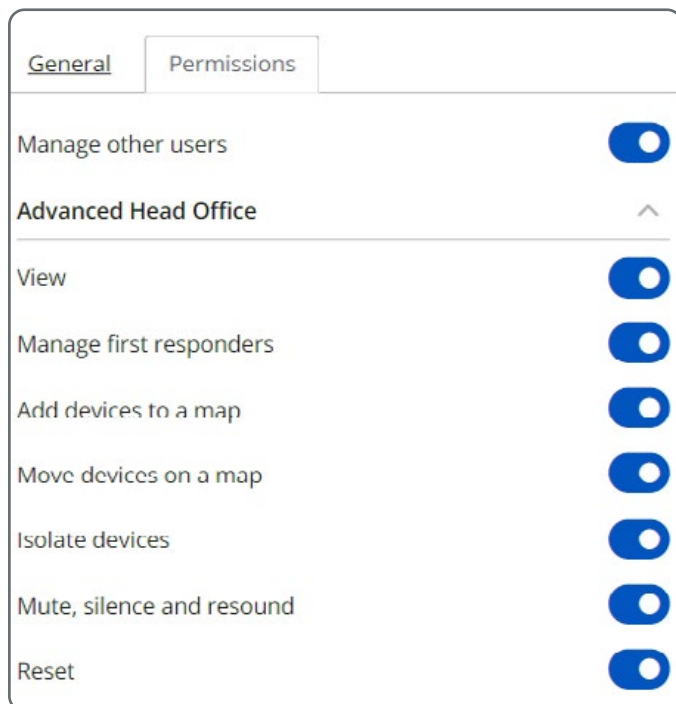 General
Permissions
Manage other users
Advanced Head Office
View
Manage first responders
Add devices to a map
Move devices on a map
Isolate devices
Mute, silence and resound
Reset